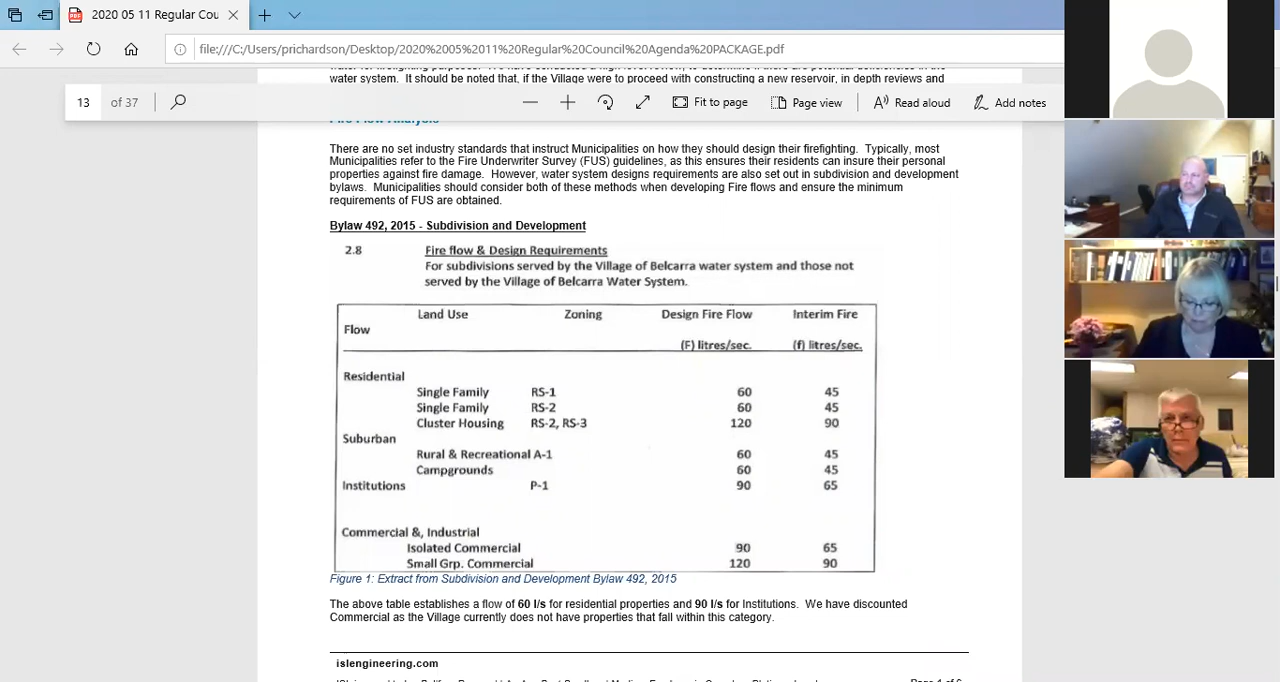 2020 05 11 Regular Cou
file:///C:/Users/prichardson/Desktop/2020%2005%2011%20Regular%20Council%20Agenda%20PACKAGE.pdf
water system. It should be noted that, if the Village were to proceed with constructing a new reservoir, in depth reviews and
13 of 37 Fit to page Page view Read aloud Add notes
Fire Flow Analysis
There are no set industry standards that instruct Municipalities on how they should design their firefighting. Typically, most
Municipalities refer to the Fire Underwriter Survey (FUS) guidelines, as this ensures their residents can insure their personal
properties against fire damage. However, water system designs requirements are also set out in subdivision and development
bylaws. Municipalities should consider both of these methods when developing Fire flows and ensure the minimum
requirements of FUS are obtained.
Bylaw 492, 2015 - Subdivision and Development
2.8 Fire flow & Design Requirements
For subdivisions served by the Village of Belcarra water system and those not
served by the Village of Belcarra Water System.
Land Use Zoning Design Fire Flow Interim Fire
Flow
(F) litres/sec. (f) litres/sec.
Residential
Single Family RS-1 60 45
Single Family RS-2 60 45
Cluster Housing RS-2, RS-3 120 90
Suburban
Rural & Recreational A-1 60 45
Campgrounds 60 45
Institutions P-1 90 65
Commercial &, Industrial
Isolated Commercial 90 65
Small Grp. Commercial 120 90
Figure 1: Extract from Subdivision and Development Bylaw 492, 2015
The above table establishes a flow of 60 l/s for residential properties and 90 l/s for Institutions. We have discounted
Commercial as the Village currently does not have properties that fall within this category.
islengineering.com